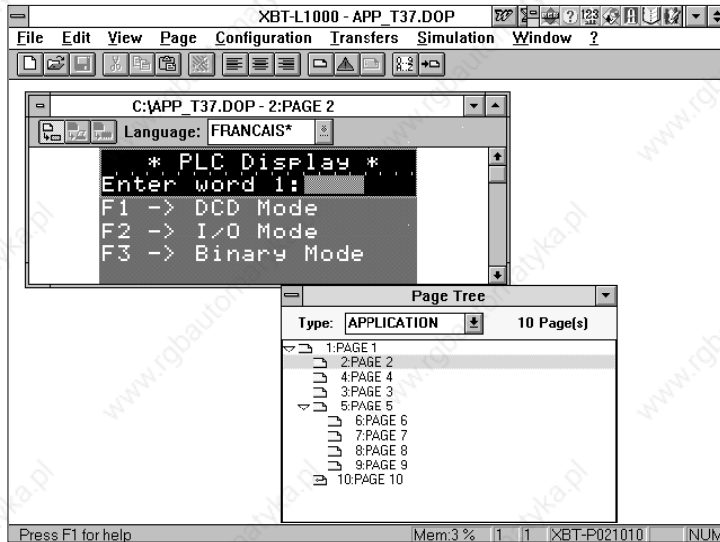 XBT-L1000 - APP_T37.DOP
File Edit View Page Configuration Transfers Simulation Window ?
C:\APP_T37.DOP - 2:PAGE 2
Language: FRANCAIS*
* PLC Display *
Enter word 1:
F1 -> DCD Mode
F2 -> I/O Mode
F3 -> Binary Mode
Page Tree
Type: APPLICATION 10 Page(s)
1:PAGE 1
2:PAGE 2
4:PAGE 4
3:PAGE 3
5:PAGE 5
6:PAGE 6
7:PAGE 7
8:PAGE 8
9:PAGE 9
10:PAGE 10
Press F1 for help Mem:3 % 1 1 XBT-P021010 NUM